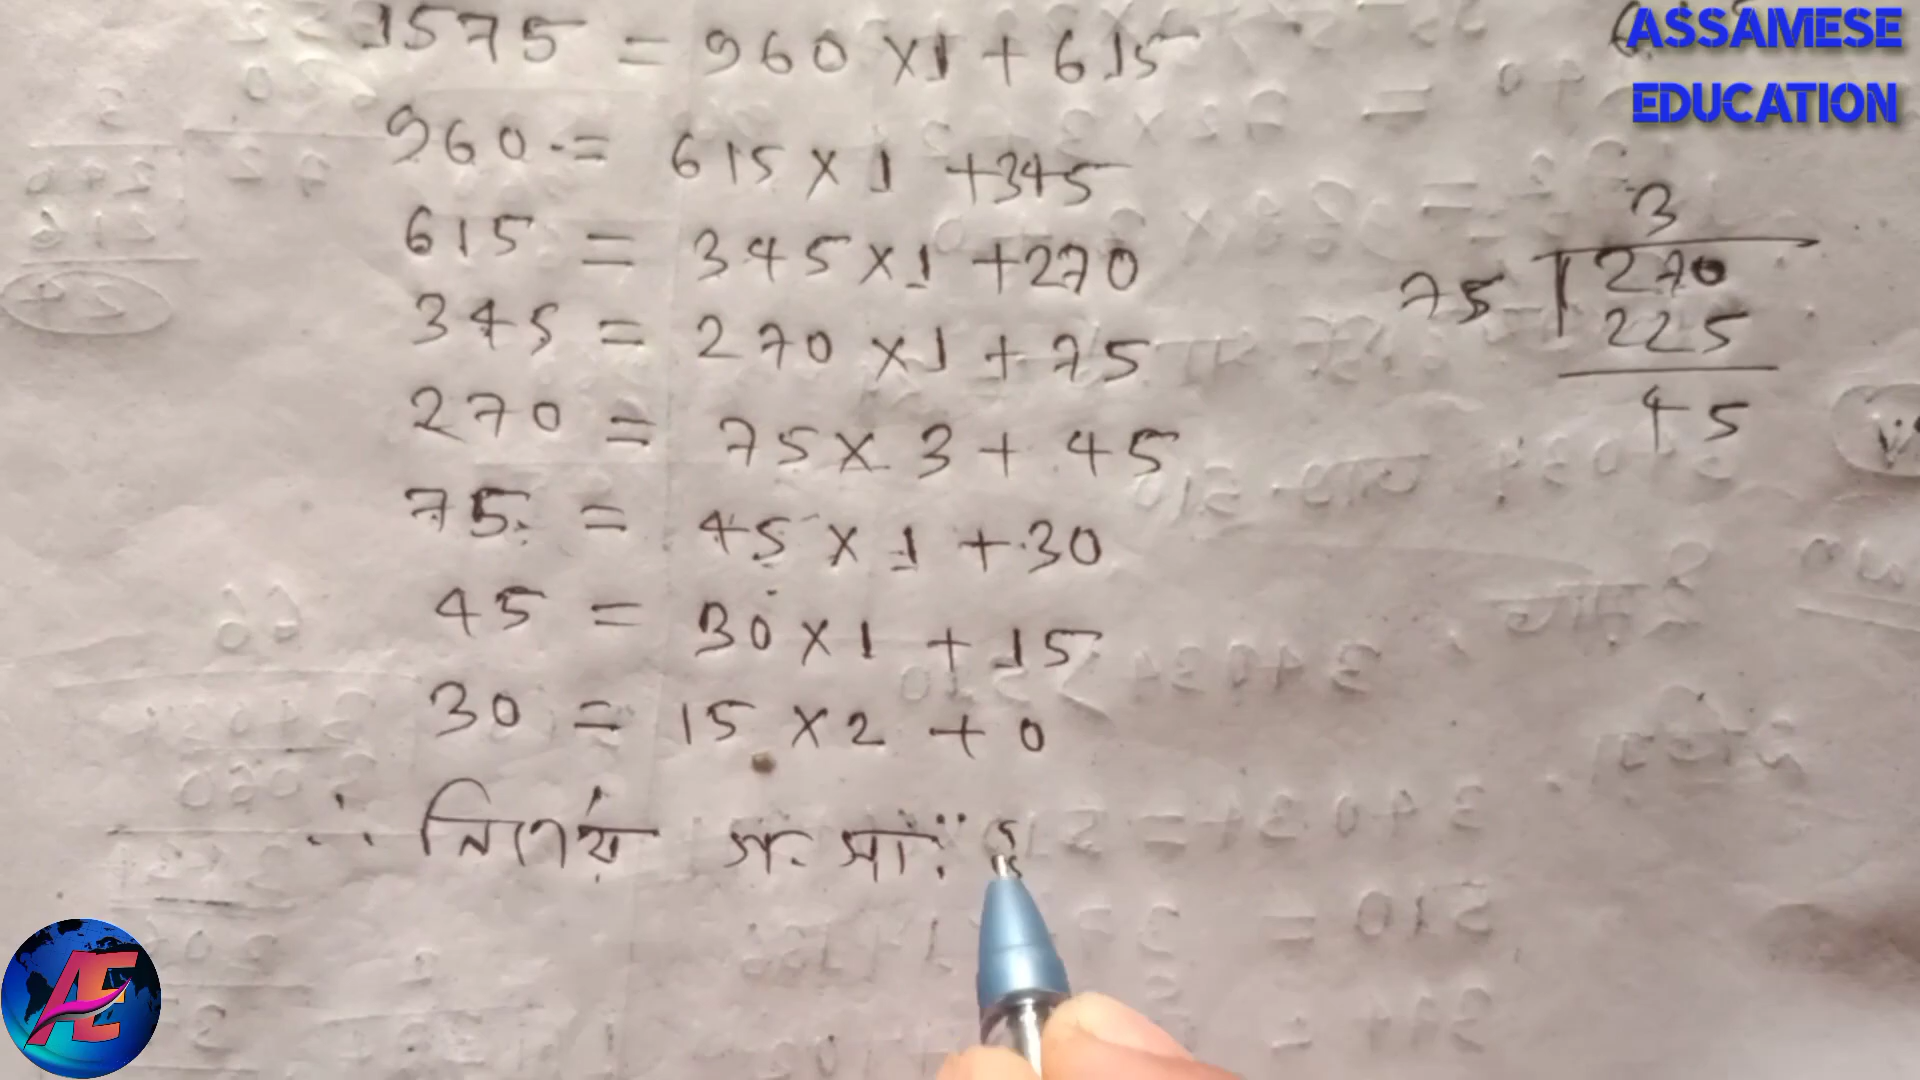 1575 = 960 × 1 + 615
960 = 615 × 1 + 345
615 = 345 × 1 + 270
345 = 270 × 1 + 75
270 = 75 × 3 + 45
75 = 45 × 1 + 30
45 = 30 × 1 + 15
30 = 15 × 2 + 0
∴ নিৰ্ণেয় গ. সা.
3
75 270
225
45
ASSAMESE
EDUCATION
AE